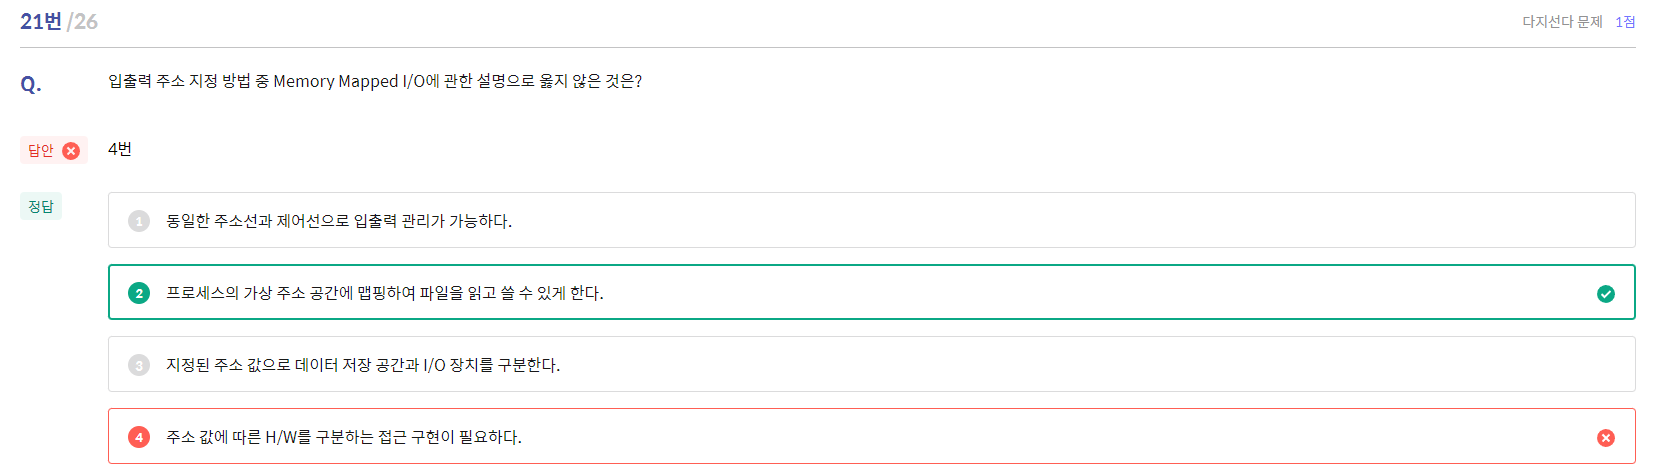 21번 /26
다지선다 문제 1점
Q. 입출력 주소 지정 방법 중 Memory Mapped I/O에 관한 설명으로 옳지 않은 것은?
답안 4번
정답
1 동일한 주소선과 제어선으로 입출력 관리가 가능하다.
2 프로세스의 가상 주소 공간에 맵핑하여 파일을 읽고 쓸 수 있게 한다.
3 지정된 주소 값으로 데이터 저장 공간과 I/O 장치를 구분한다.
4 주소 값에 따른 H/W를 구분하는 접근 구현이 필요하다.